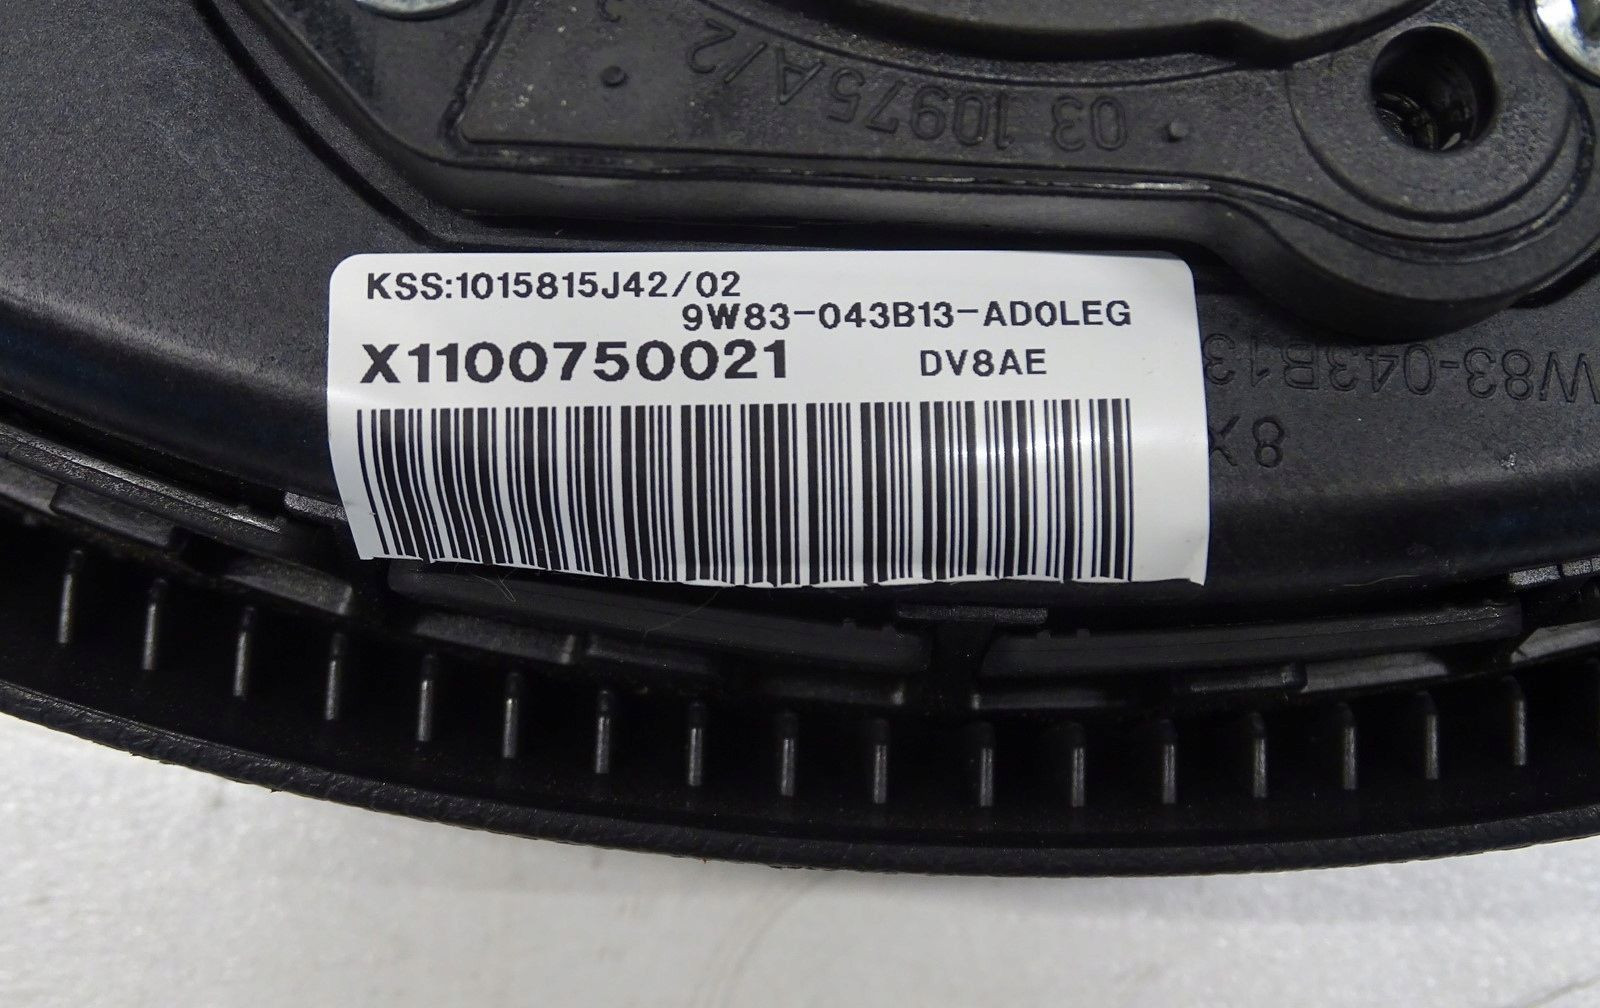 03 10975A/2
KSS:1015815J42/02
9W83-043B13-AD0LEG
X1100750021 DV8AE
W83-043B13
8X